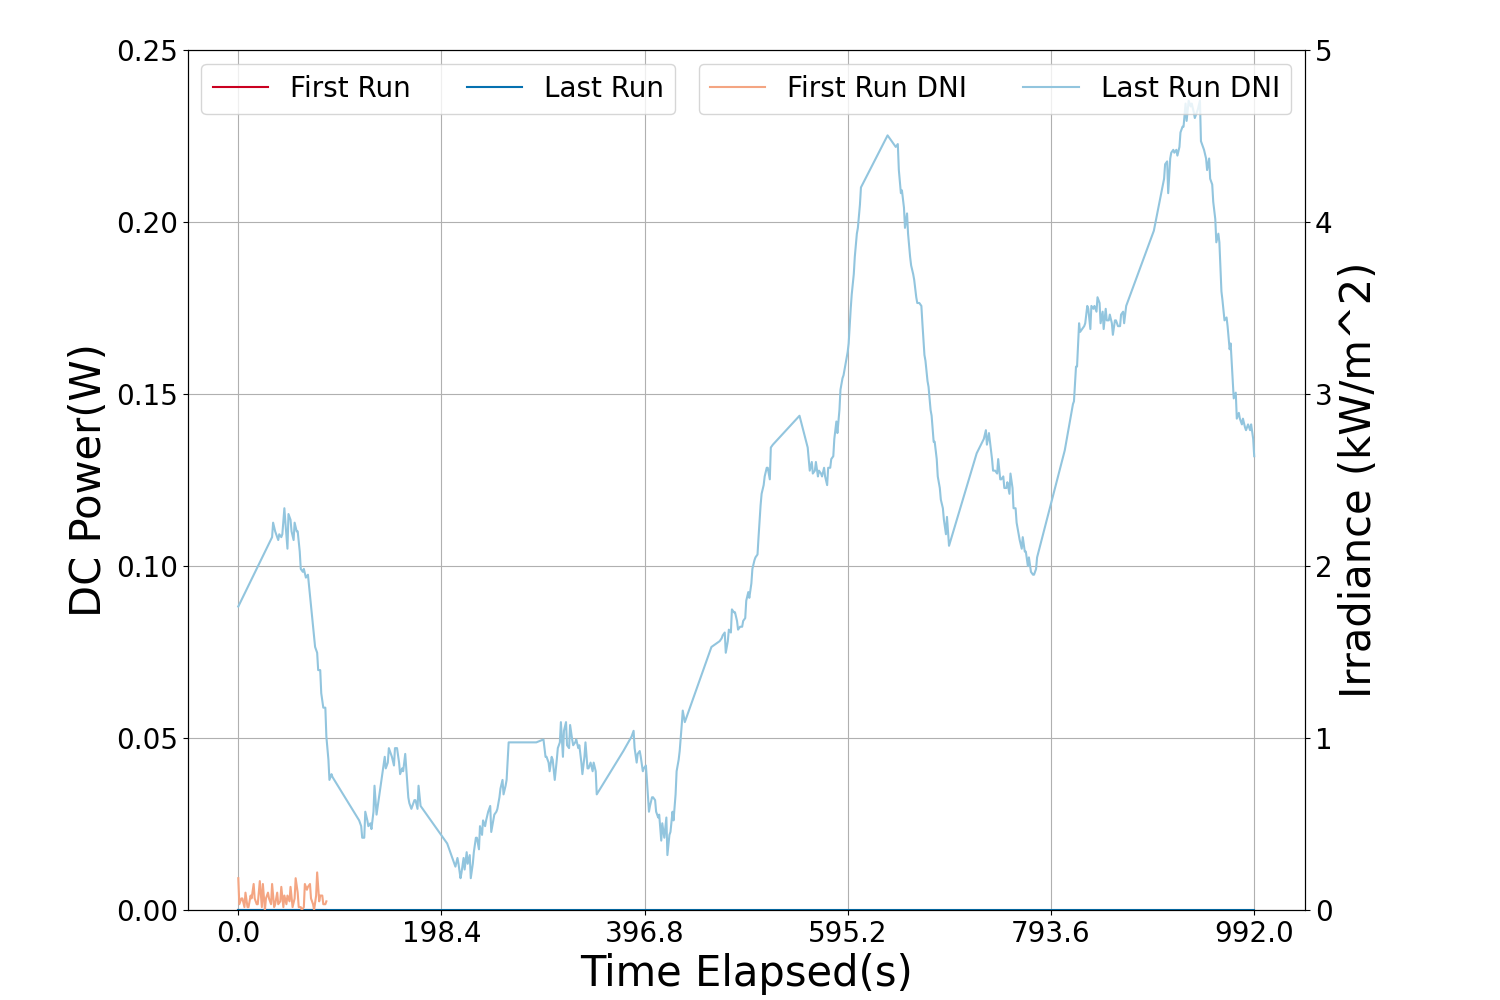 First Run
Last Run
First Run DNI
Last Run DNI
DC Power(W)
0.25
0.20
0.15
0.10
0.05
0.00
5
4
3
2
1
0
Irradiance (kW/m^2)
0.0 198.4 396.8 595.2 793.6 992.0
Time Elapsed(s)